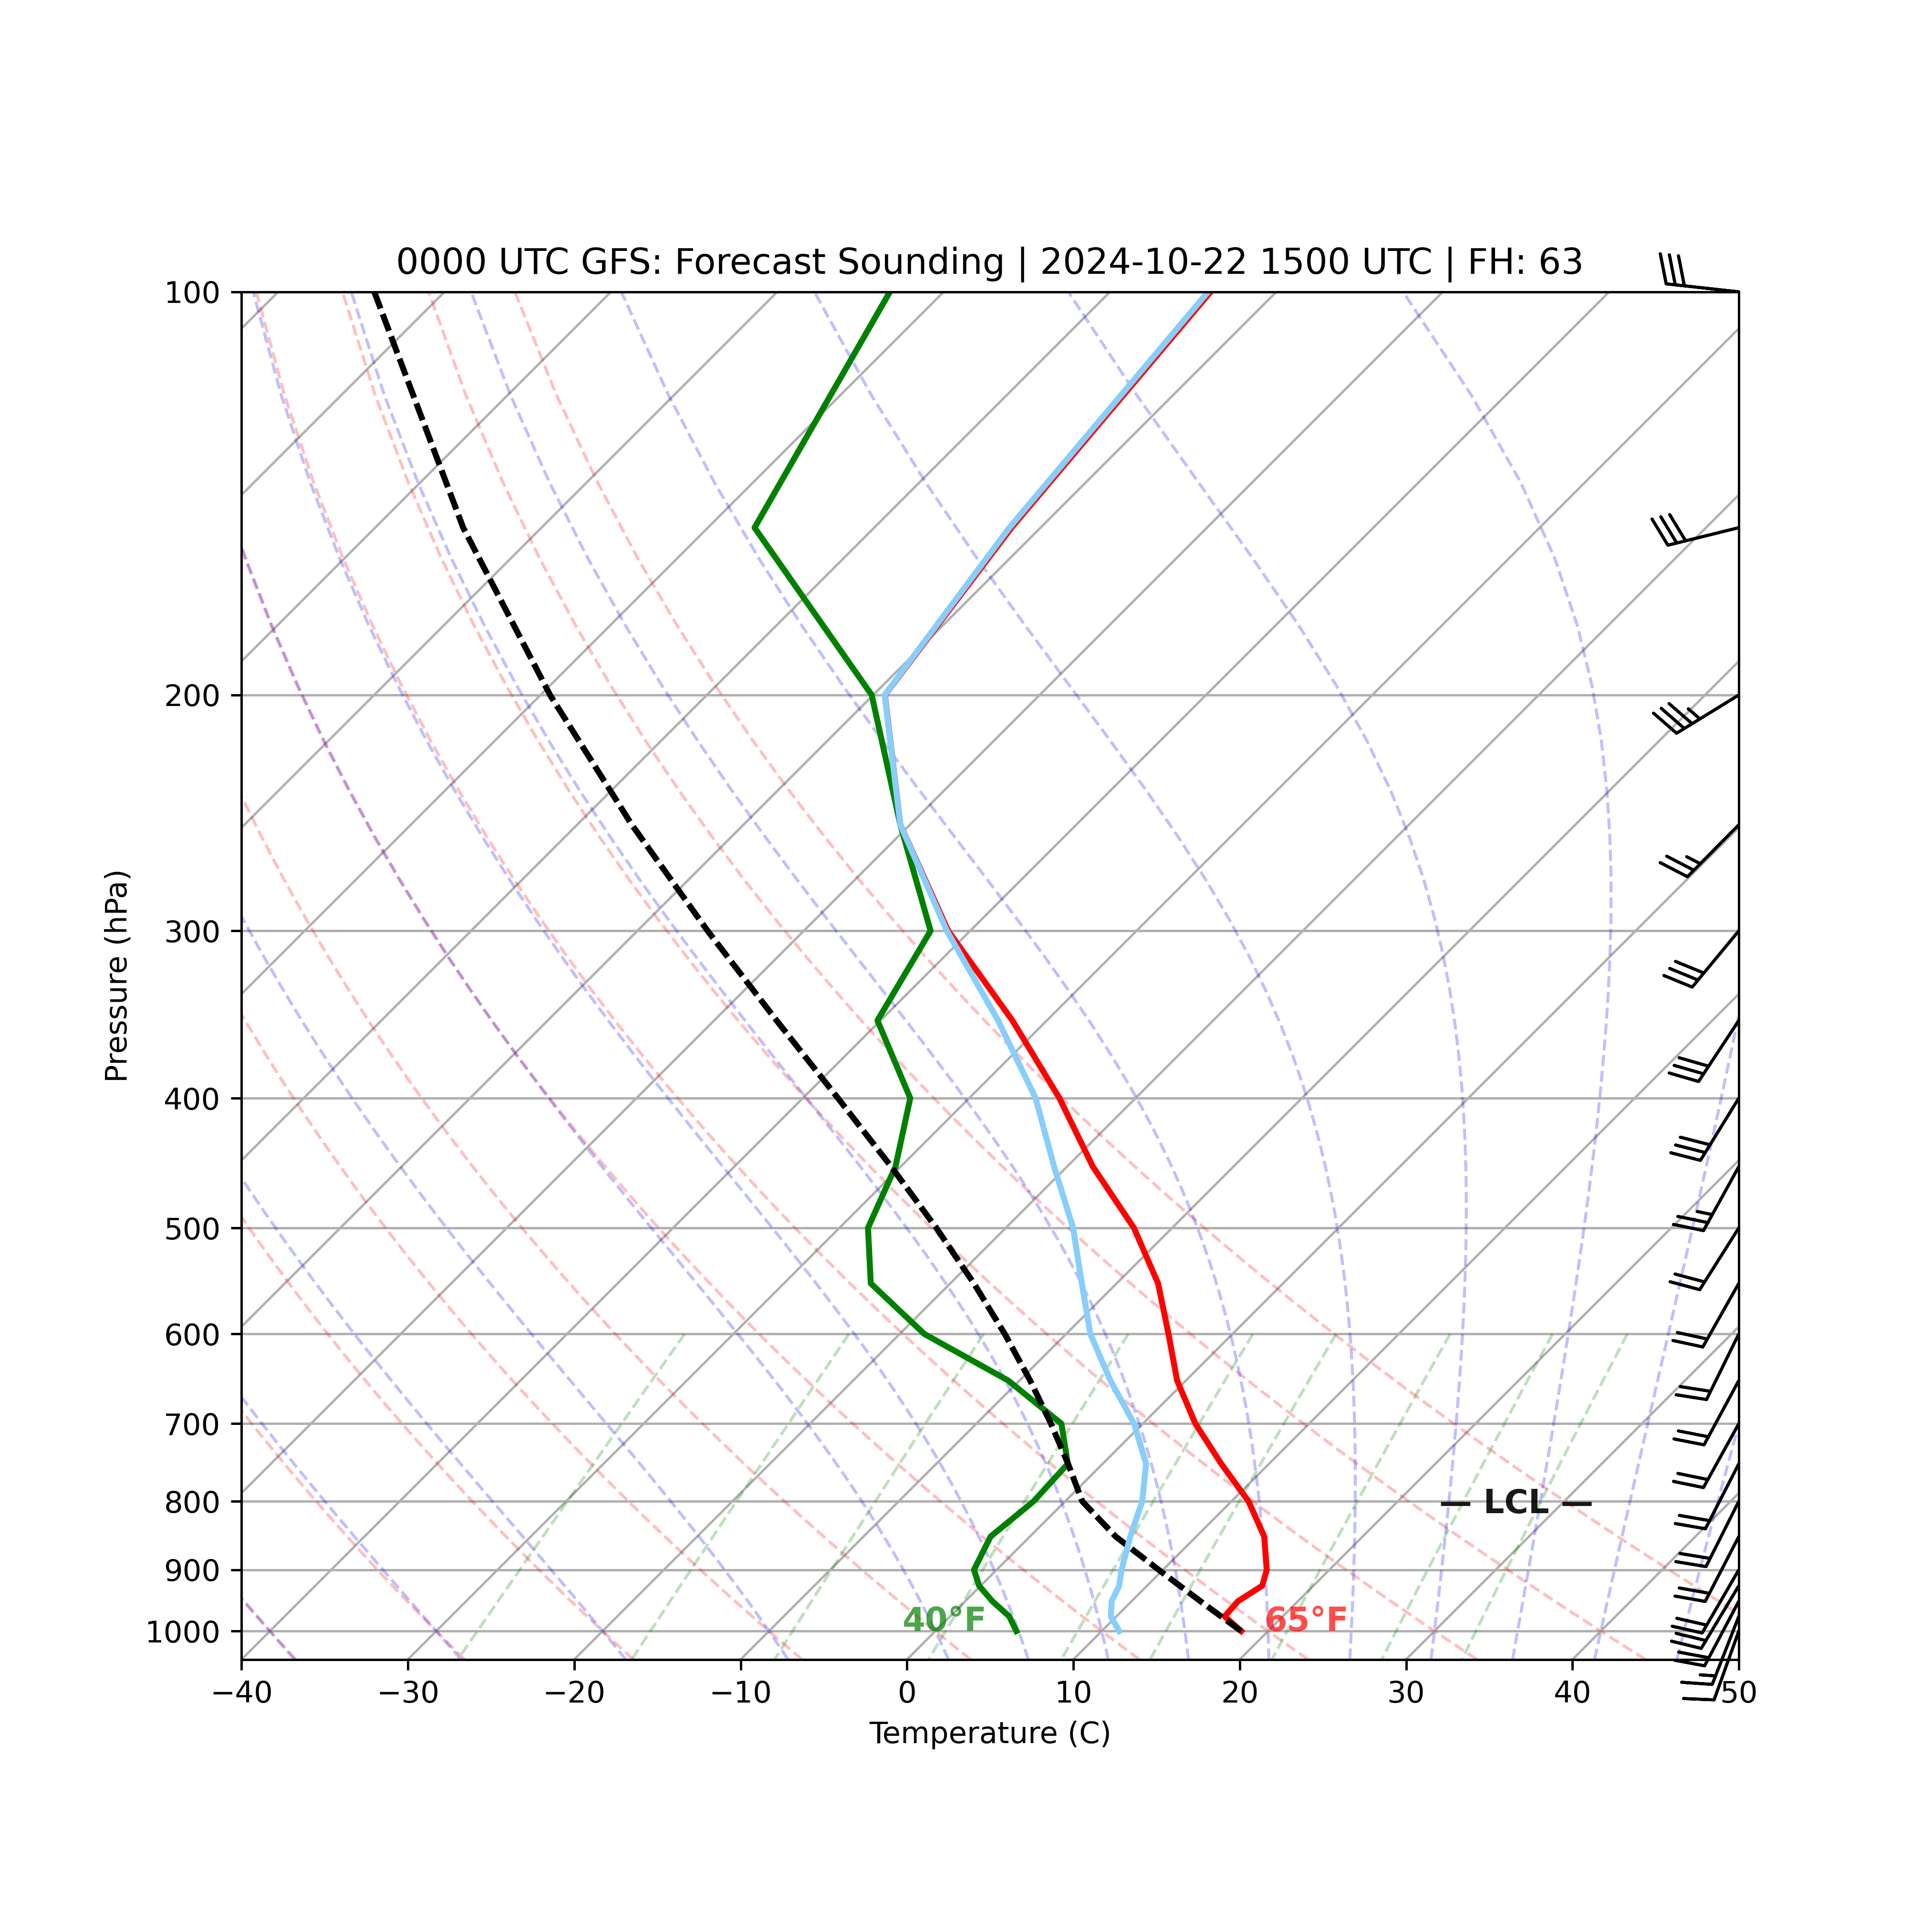 0000 UTC GFS: Forecast Sounding | 2024-10-22 1500 UTC | FH: 63
100
200
300
400
500
600
700
800
900
1000
Pressure (hPa)
— LCL —
40°F
65°F
−40 −30 −20 −10 0 10 20 30 40 50
Temperature (C)